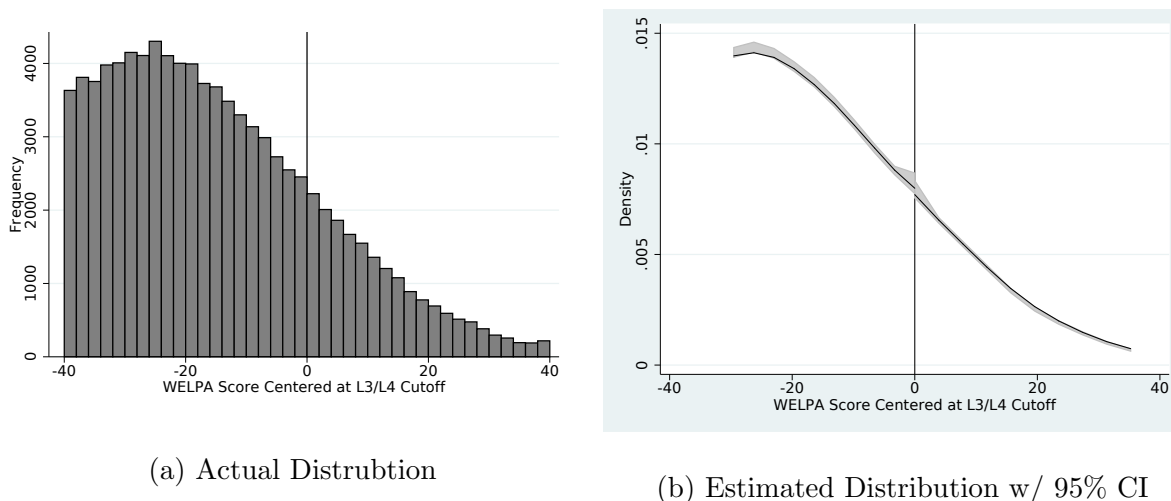 4000
3000
2000
1000
0
Frequency
-40 -20 0 20 40
WELPA Score Centered at L3/L4 Cutoff
(a) Actual Distrubtion
.015
.01
.005
0
Density
-40 -20 0 20 40
WELPA Score Centered at L3/L4 Cutoff
(b) Estimated Distribution w/ 95% CI